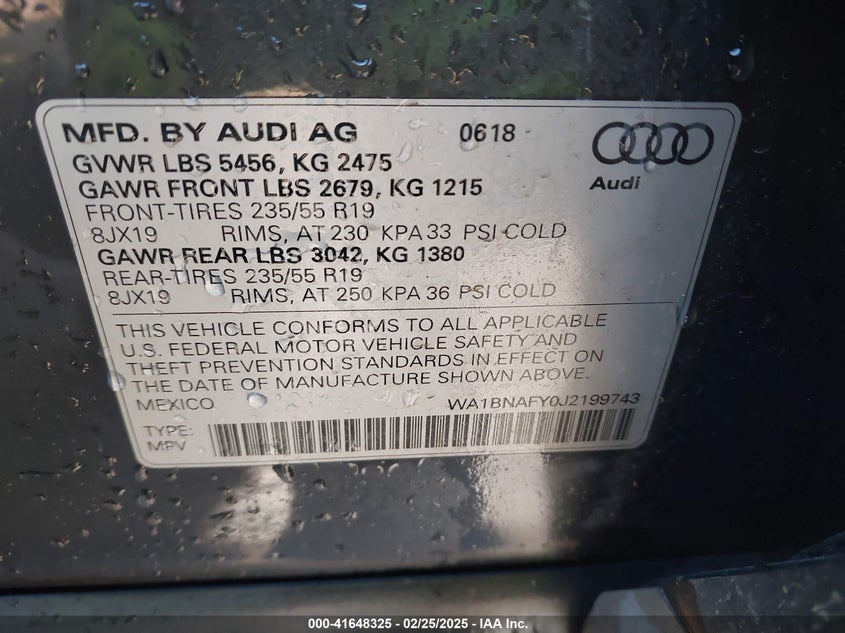 MFD. BY AUDI AG 0618
Audi
GVWR LBS 5456, KG 2475
GAWR FRONT LBS 2679, KG 1215
FRONT-TIRES 235/55 R19
8JX19 RIMS, AT 230 KPA 33 PSI COLD
GAWR REAR LBS 3042, KG 1380
REAR-TIRES 235/55 R19
8JX19 RIMS, AT 250 KPA 36 PSI COLD
THIS VEHICLE CONFORMS TO ALL APPLICABLE
U.S. FEDERAL MOTOR VEHICLE SAFETY AND
THEFT PREVENTION STANDARDS IN EFFECT ON
THE DATE OF MANUFACTURE SHOWN ABOVE.
MEXICO WA1BNAFY0J2199743
TYPE:
MPV
000-41648325 / 02/25/2025 - IAA Inc.